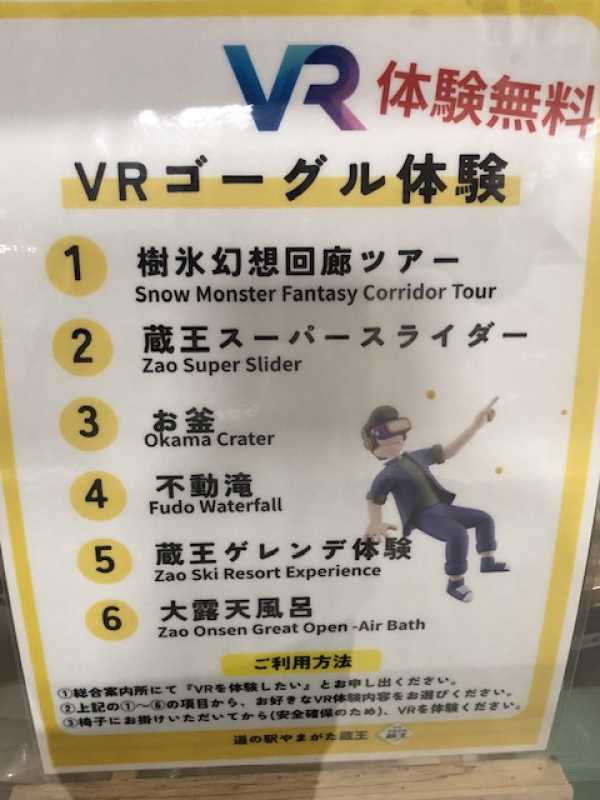 VR 体験無料
VRゴーグル体験
1 樹氷幻想回廊ツアー
Snow Monster Fantasy Corridor Tour
2 蔵王スーパースライダー
Zao Super Slider
3 お釜
Okama Crater
4 不動滝
Fudo Waterfall
5 蔵王ゲレンデ体験
Zao Ski Resort Experience
6 大露天風呂
Zao Onsen Great Open -Air Bath
ご利用方法
①総合案内所にて『VRを体験したい』とお申し出ください。
②上記の①〜⑥の項目から、お好きなVR体験内容をお選びください。
③椅子にお掛けいただいてから(安全確保のため)、VRを体験ください。
道の駅やまがた蔵王